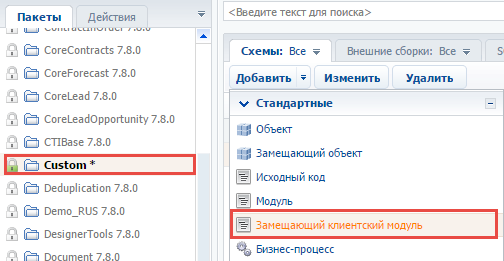 Пакеты
Действия
ContractInOrder 7.8.0
CoreContracts 7.8.0
CoreForecast 7.8.0
CoreLead 7.8.0
CoreLeadOpportunity 7.8.0
CTIBase 7.8.0
Custom *
Deduplication 7.8.0
Demo_RUS 7.8.0
DesignerTools 7.8.0
Document 7.8.0
<Введите текст для поиска>
Схемы: Все
Внешние сборки: Все
Добавить
Изменить
Удалить
Стандартные
Объект
Замещающий объект
Исходный код
Модуль
Замещающий клиентский модуль
Бизнес-процесс